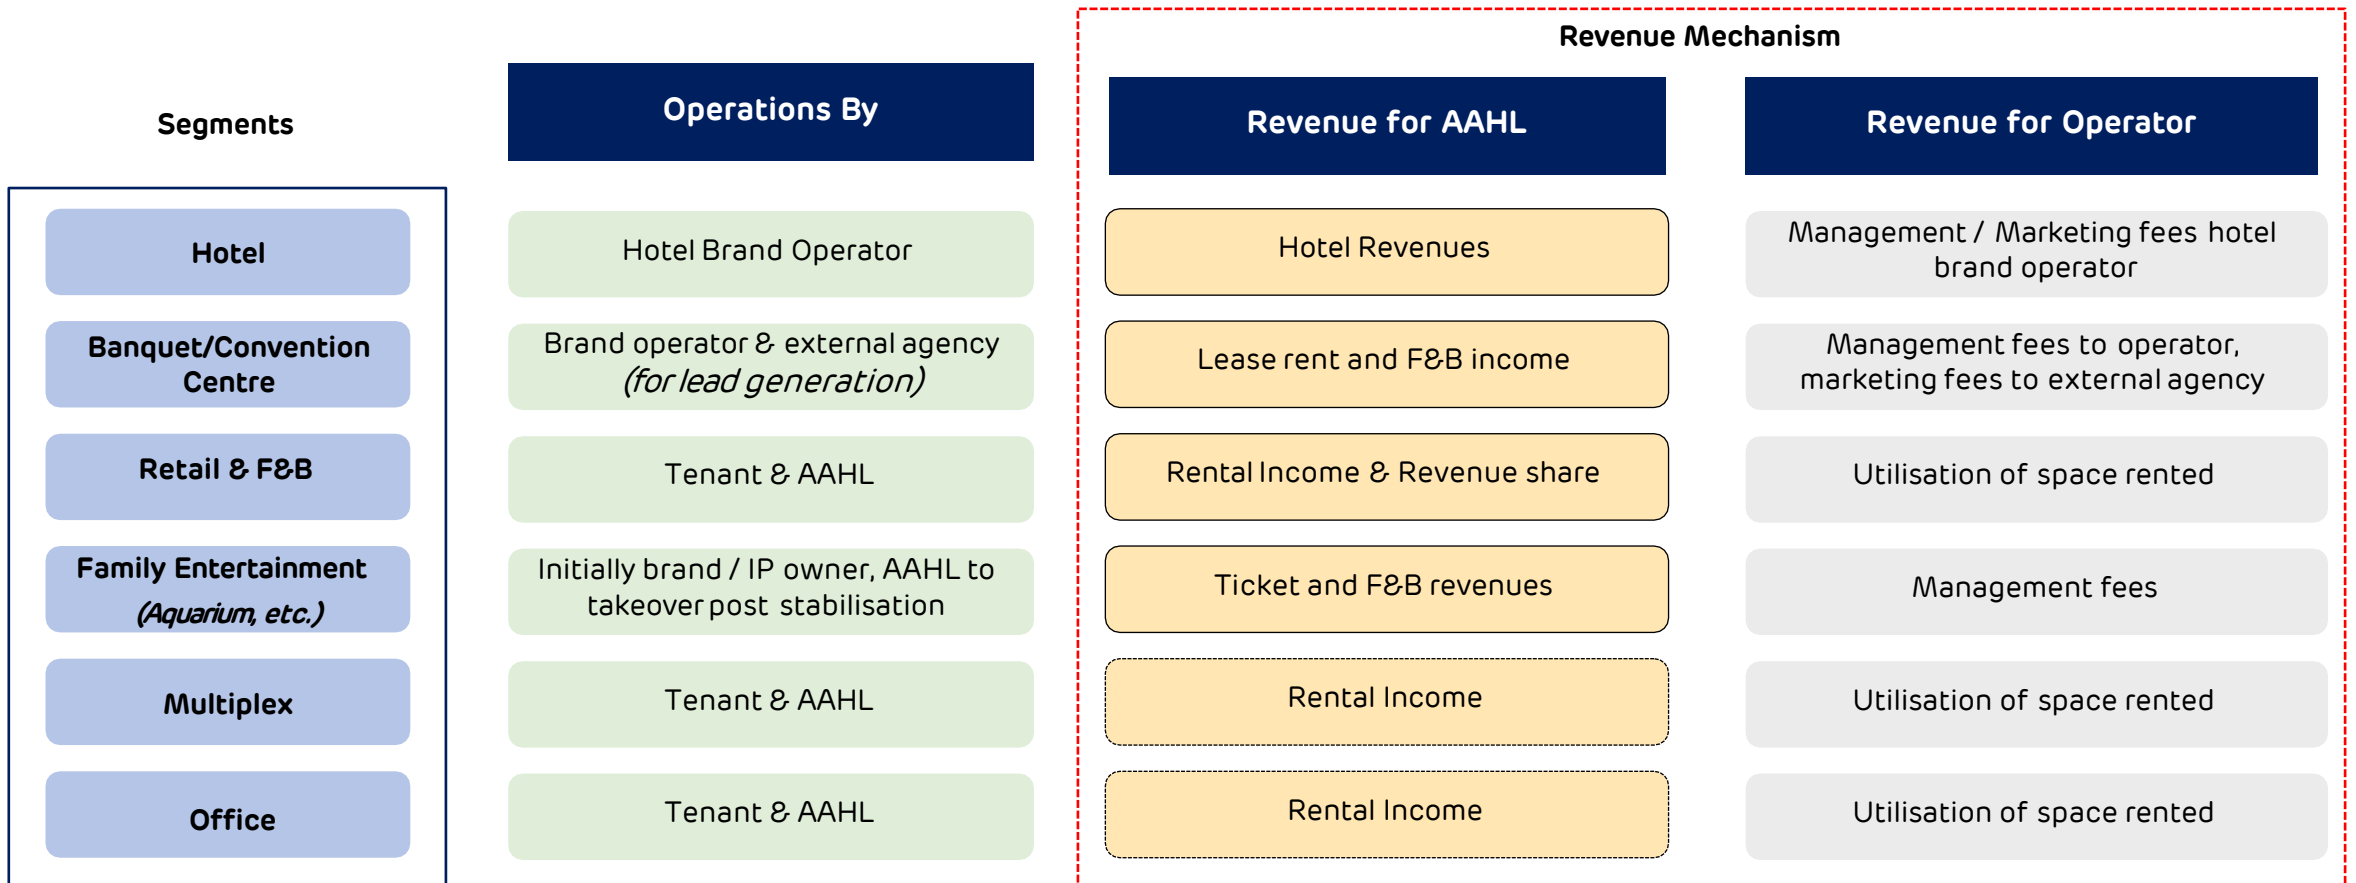 Revenue Mechanism
Segments
Operations By
Revenue for AAHL
Revenue for Operator
Hotel
Hotel Brand Operator
Hotel Revenues
Management / Marketing fees hotel
brand operator
Banquet/Convention
Centre
Brand operator & external agency
(for lead generation)
Lease rent and F&B income
Management fees to operator,
marketing fees to external agency
Retail & F&B
Tenant & AAHL
Rental Income & Revenue share
Utilisation of space rented
Family Entertainment
(Aquarium, etc.)
Initially brand / IP owner, AAHL to
takeover post stabilisation
Ticket and F&B revenues
Management fees
Multiplex
Tenant & AAHL
Rental Income
Utilisation of space rented
Office
Tenant & AAHL
Rental Income
Utilisation of space rented